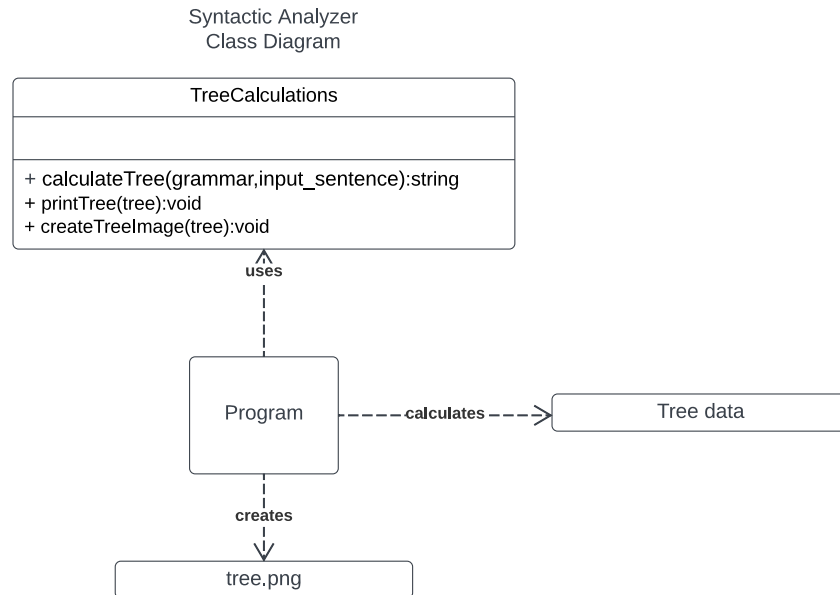 Syntactic Analyzer
Class Diagram
TreeCalculations
+ calculateTree(grammar,input_sentence):string
+ printTree(tree):void
+ createTreeImage(tree):void
uses
Program
calculates
Tree data
creates
tree.png